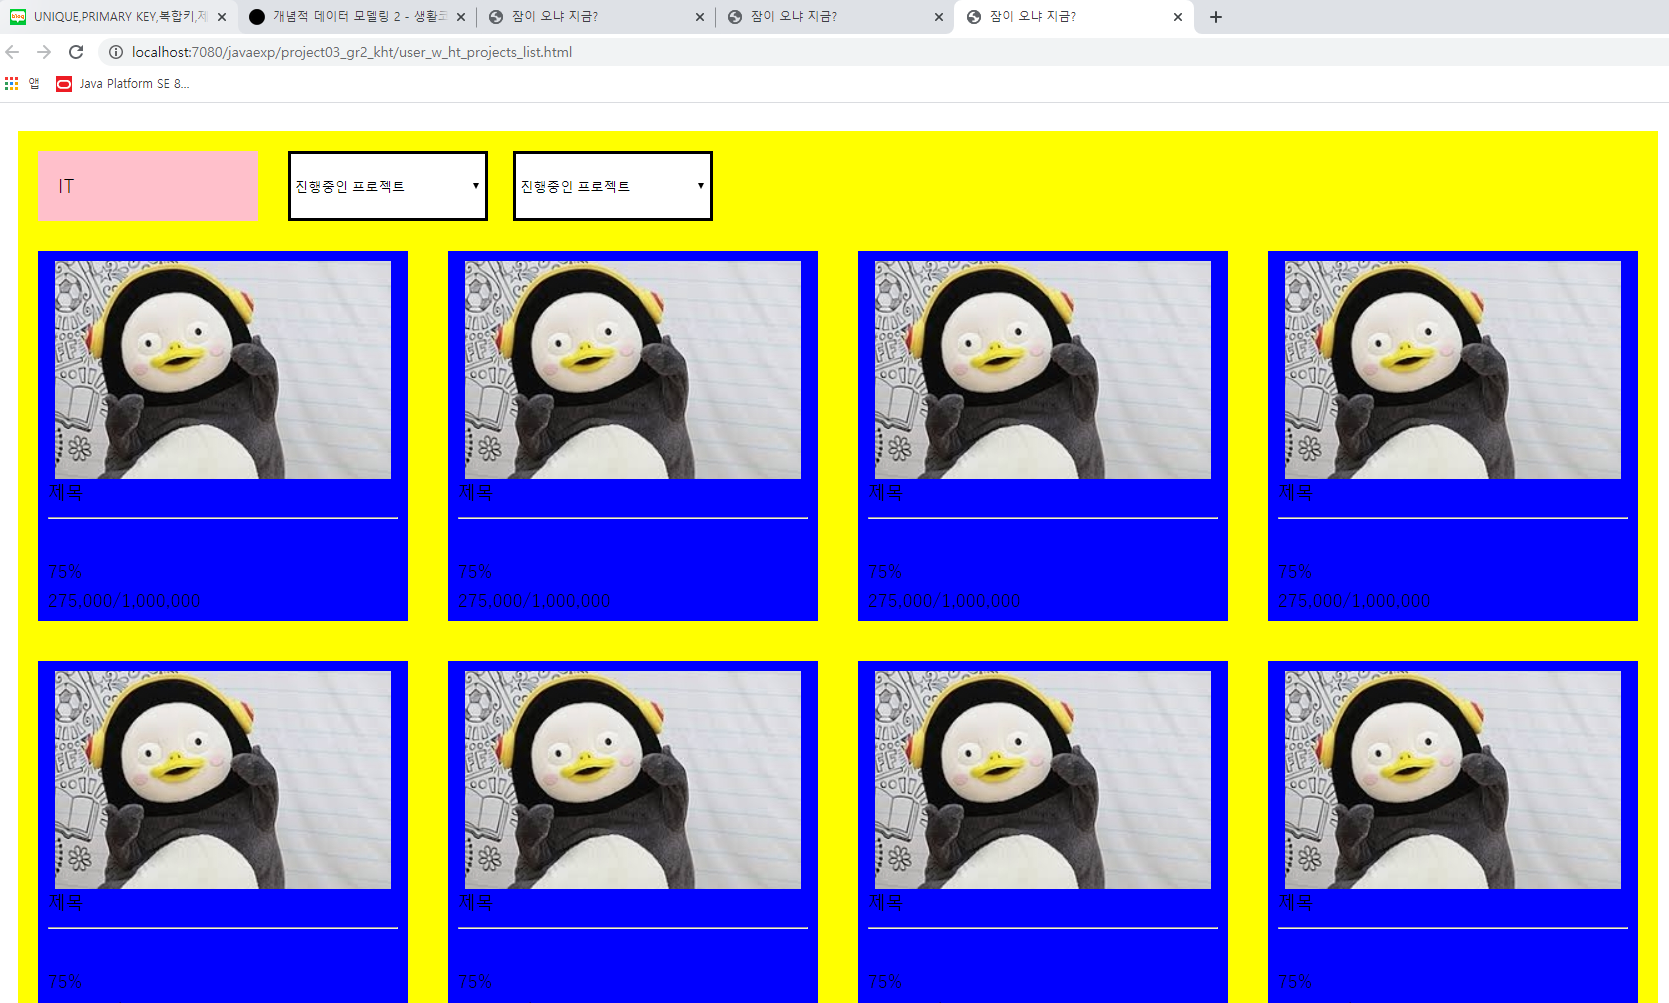 UNIQUE,PRIMARY KEY,복합키,제
개념적 데이터 모델링 2 - 생활코
잠이 오냐 지금?
잠이 오냐 지금?
잠이 오냐 지금?
localhost:7080/javaexp/project03_gr2_kht/user_w_ht_projects_list.html
앱
Java Platform SE 8...
IT
진행중인 프로젝트
진행중인 프로젝트
제목
제목
제목
제목
75%
75%
75%
75%
275,000/1,000,000
275,000/1,000,000
275,000/1,000,000
275,000/1,000,000
제목
제목
제목
제목
75%
75%
75%
75%